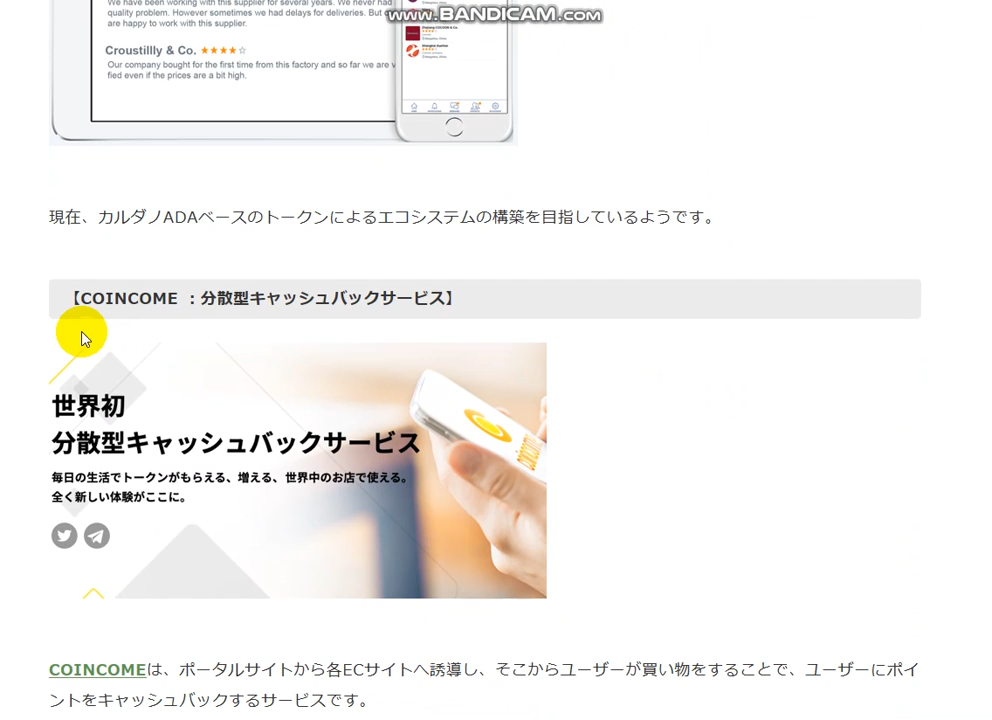 We have been working with this supplier for several years. We never had
quality problem. However sometimes we had delays for deliveries. But
are happy to work with this supplier.
www.BANDICAM.com
Croustillly & Co. ★★★★☆
Our company bought for the first time from this factory and so far we are v
fied even if the prices are a bit high.
現在、カルダノADAベースのトークンによるエコシステムの構築を目指しているようです。
【COINCOME ：分散型キャッシュバックサービス】
世界初
分散型キャッシュバックサービス
毎日の生活でトークンがもらえる、増える、世界中のお店で使える。
全く新しい体験がここに。
COINCOMEは、ポータルサイトから各ECサイトへ誘導し、そこからユーザーが買い物をすることで、ユーザーにポイ
ントをキャッシュバックするサービスです。